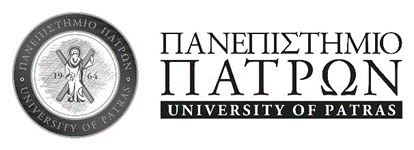 ΠΑΝΕΠΙΣΤΗΜΙΟ ΠΑΤΡΩΝ
19 64
UNIVERSITY OF PATRAS
ΠΑΝΕΠΙΣΤΗΜΙΟ
ΠΑΤΡΩΝ
UNIVERSITY OF PATRAS